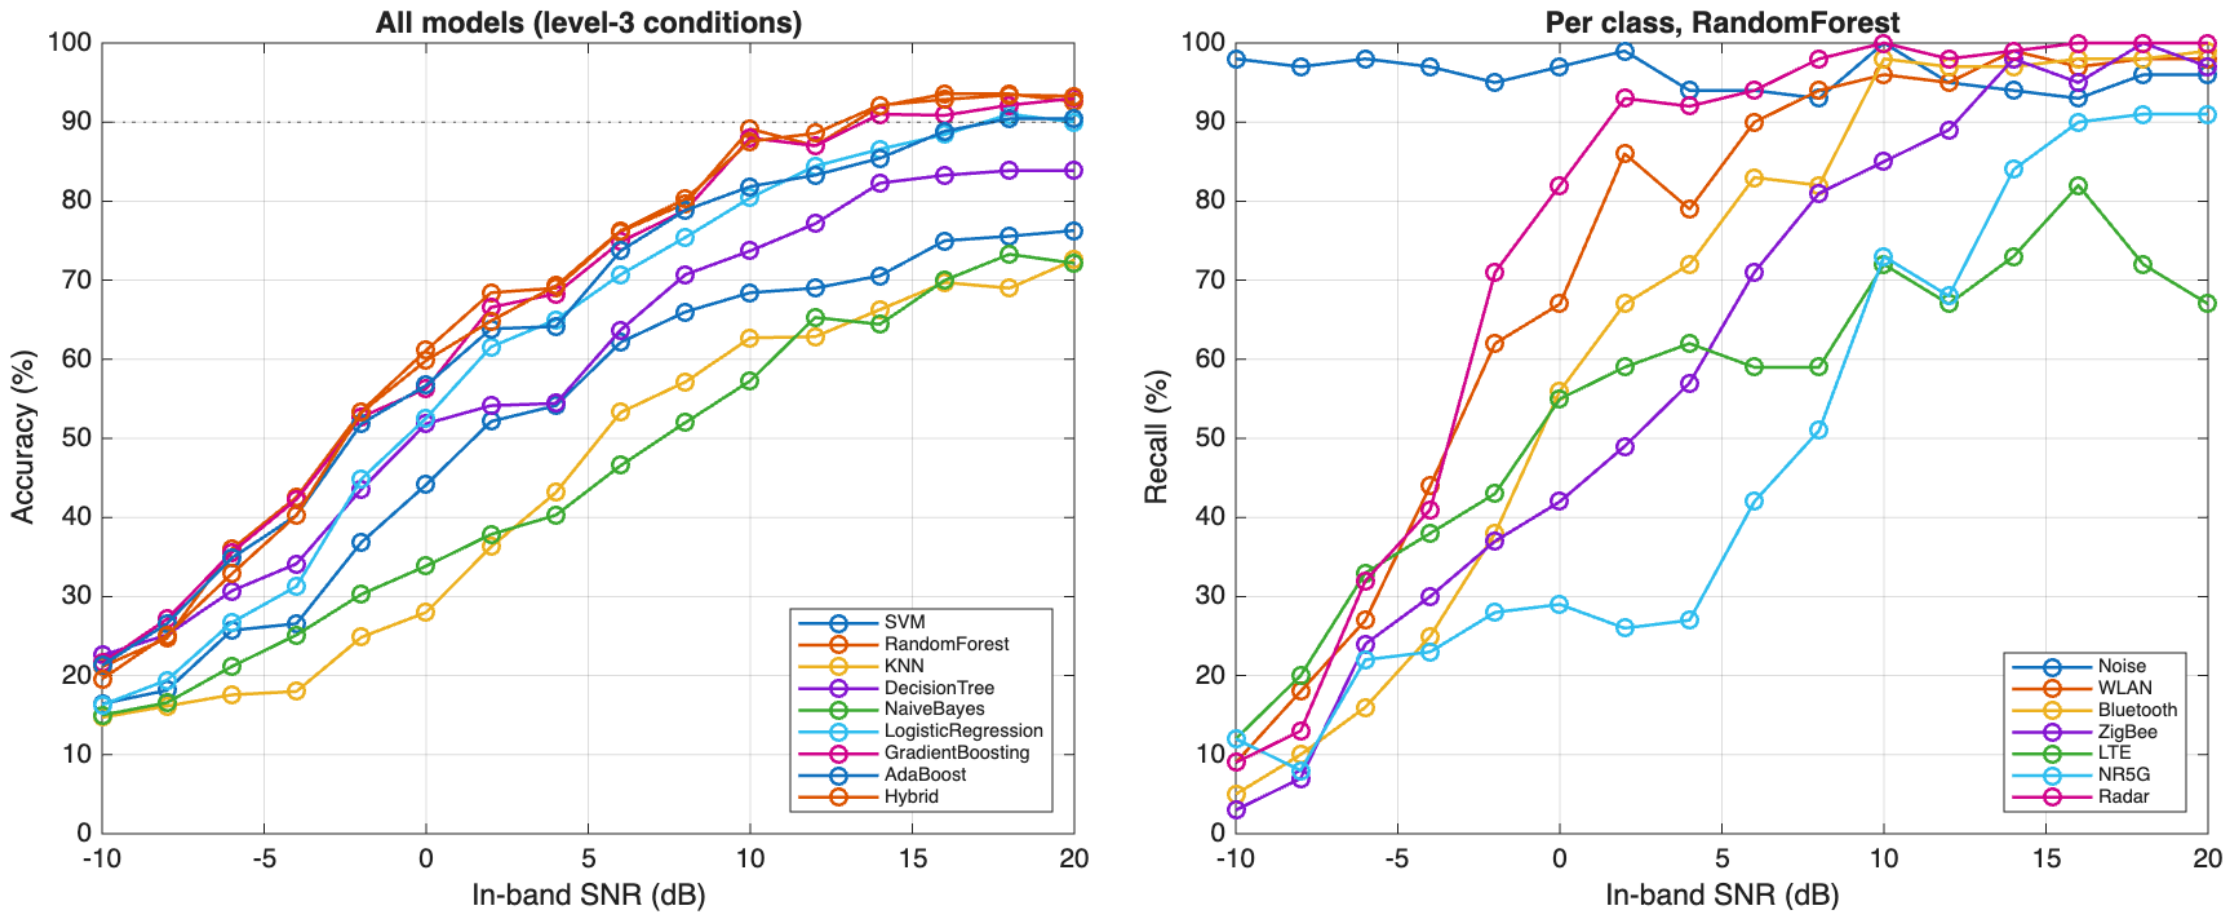 All models (level-3 conditions)
100
90
80
70
60
50
40
30
20
10
0
Accuracy (%)
-10 -5 0 5 10 15 20
In-band SNR (dB)
SVM
RandomForest
KNN
DecisionTree
NaiveBayes
LogisticRegression
GradientBoosting
AdaBoost
Hybrid
Per class, RandomForest
100
90
80
70
60
50
40
30
20
10
0
Recall (%)
-10 -5 0 5 10 15 20
In-band SNR (dB)
Noise
WLAN
Bluetooth
ZigBee
LTE
NR5G
Radar